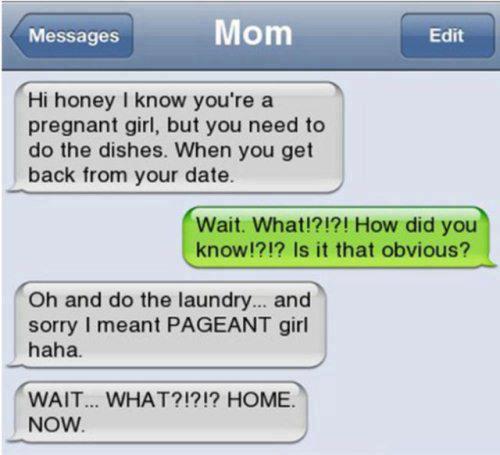 Messages
Mom
Edit
Hi honey I know you're a
pregnant girl, but you need to
do the dishes. When you get
back from your date.
Wait. What!?!?! How did you
know!?!? Is it that obvious?
Oh and do the laundry... and
sorry I meant PAGEANT girl
haha.
WAIT... WHAT?!?!? HOME.
NOW.